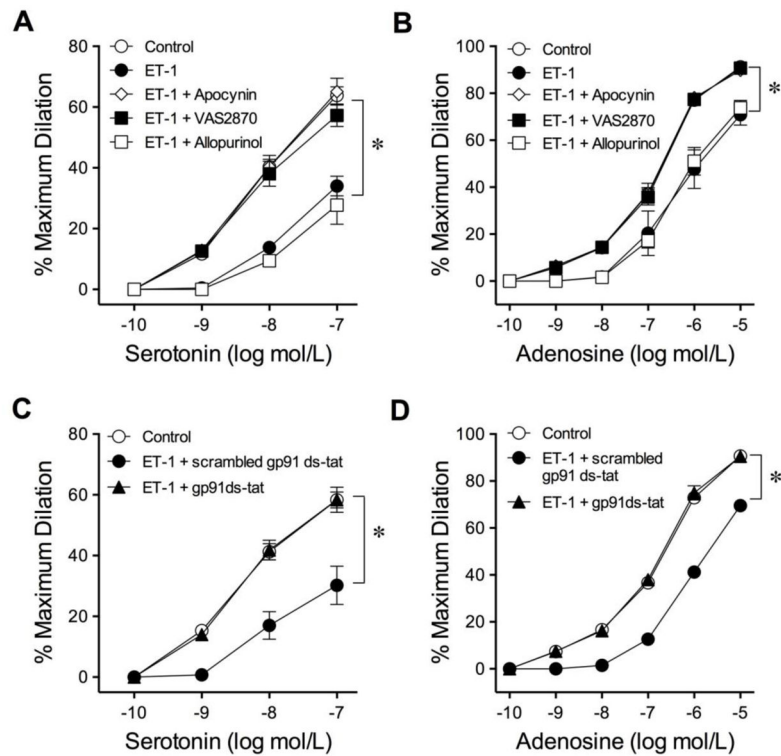 A
Control
ET-1
ET-1 + Apocynin
ET-1 + VAS2870
ET-1 + Allopurinol
80
60
40
20
0
% Maximum Dilation
*
-10 -9 -8 -7
Serotonin (log mol/L)
B
Control
ET-1
ET-1 + Apocynin
ET-1 + VAS2870
ET-1 + Allopurinol
100
80
60
40
20
0
% Maximum Dilation
*
-10 -9 -8 -7 -6 -5
Adenosine (log mol/L)
C
Control
ET-1 + scrambled gp91 ds-tat
ET-1 + gp91ds-tat
80
60
40
20
0
% Maximum Dilation
*
-10 -9 -8 -7
Serotonin (log mol/L)
D
Control
ET-1 + scrambled
gp91 ds-tat
ET-1 + gp91ds-tat
100
80
60
40
20
0
% Maximum Dilation
*
-10 -9 -8 -7 -6 -5
Adenosine (log mol/L)